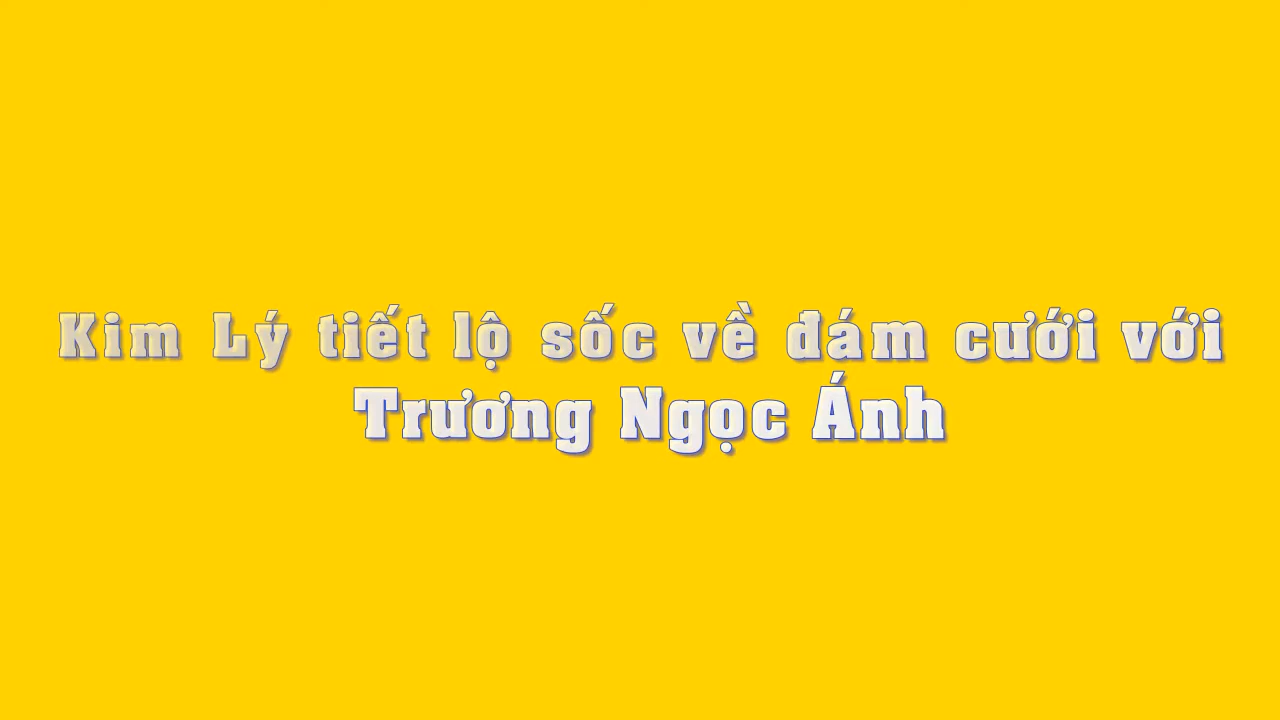 Kim Lý tiết lộ sốc về đám cưới với
Trương Ngọc Ánh